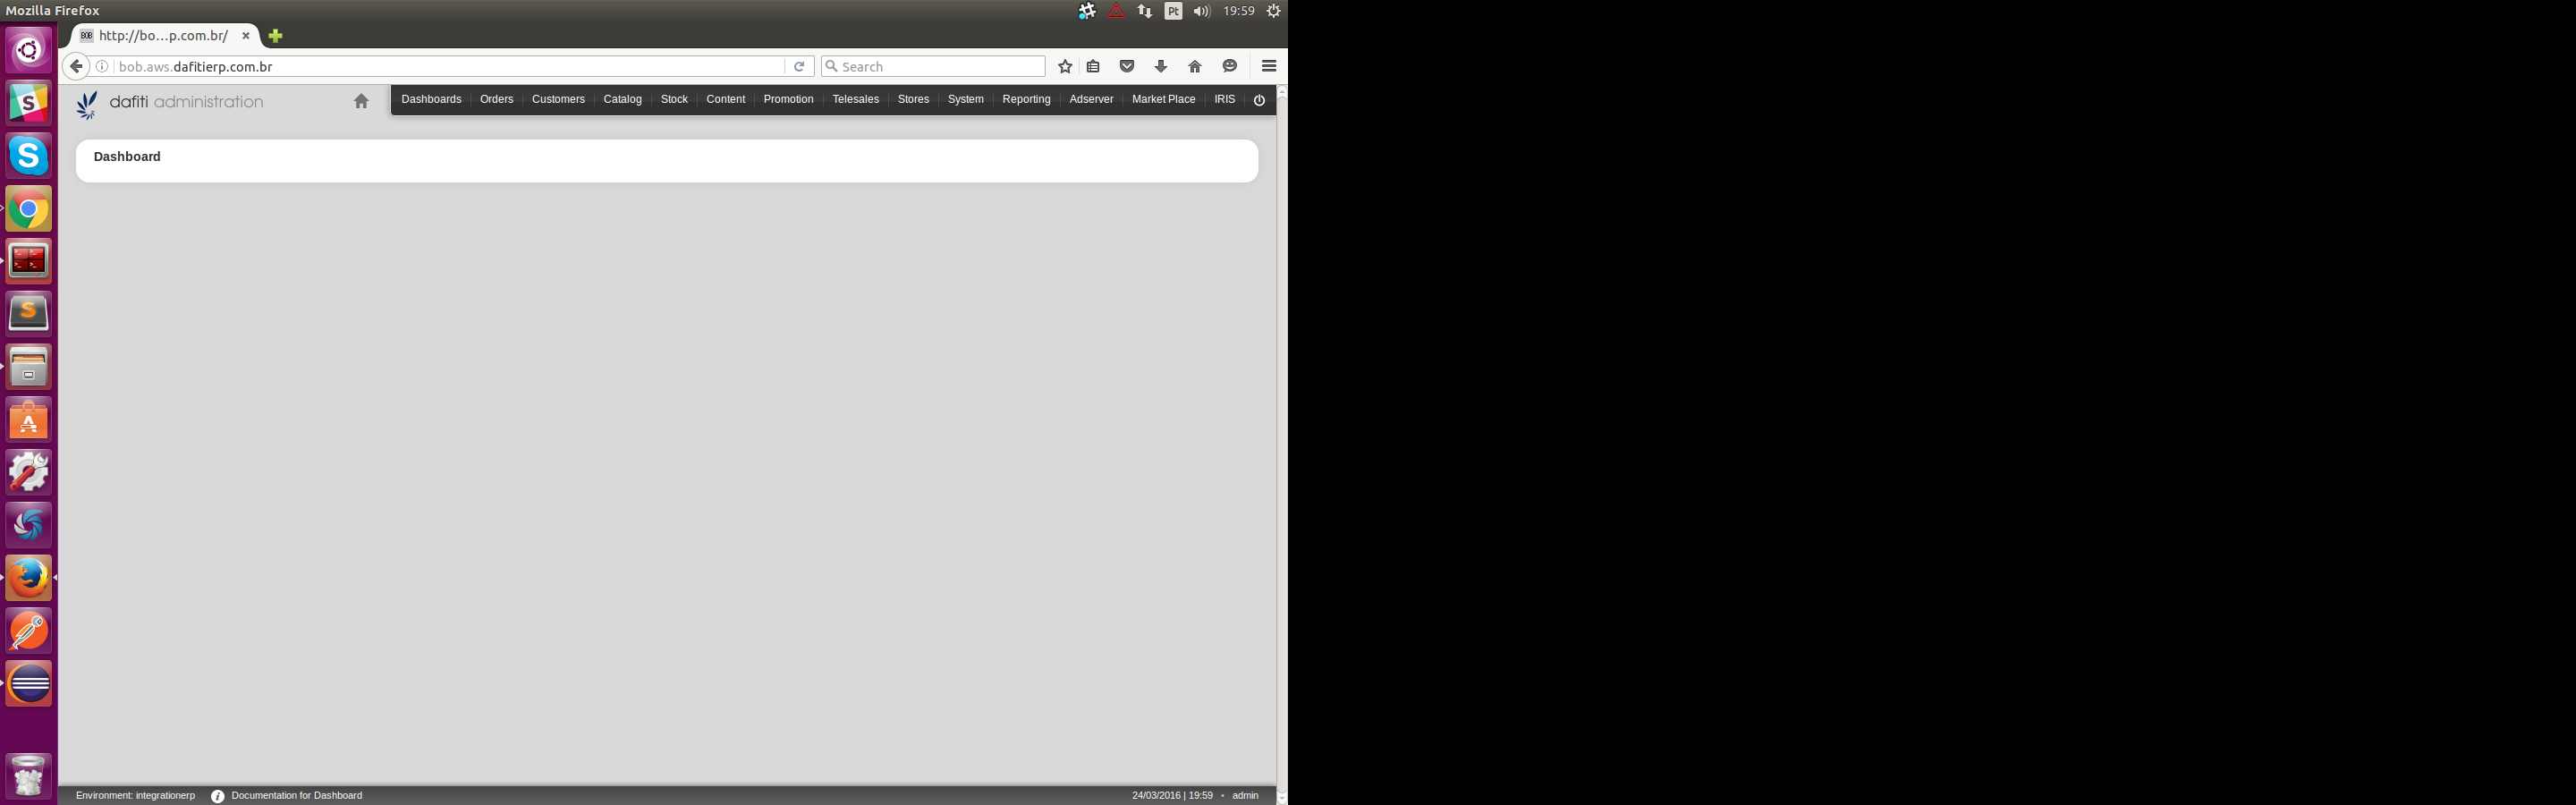 Mozilla Firefox
Pt
19:59
BOB http://bo...p.com.br/
bob.aws.dafitierp.com.br
Search
dafiti administration
Dashboards Orders Customers Catalog Stock Content Promotion Telesales Stores System Reporting Adserver Market Place IRIS
Dashboard
Environment: integrationerp
Documentation for Dashboard
24/03/2016 | 19:59 • admin